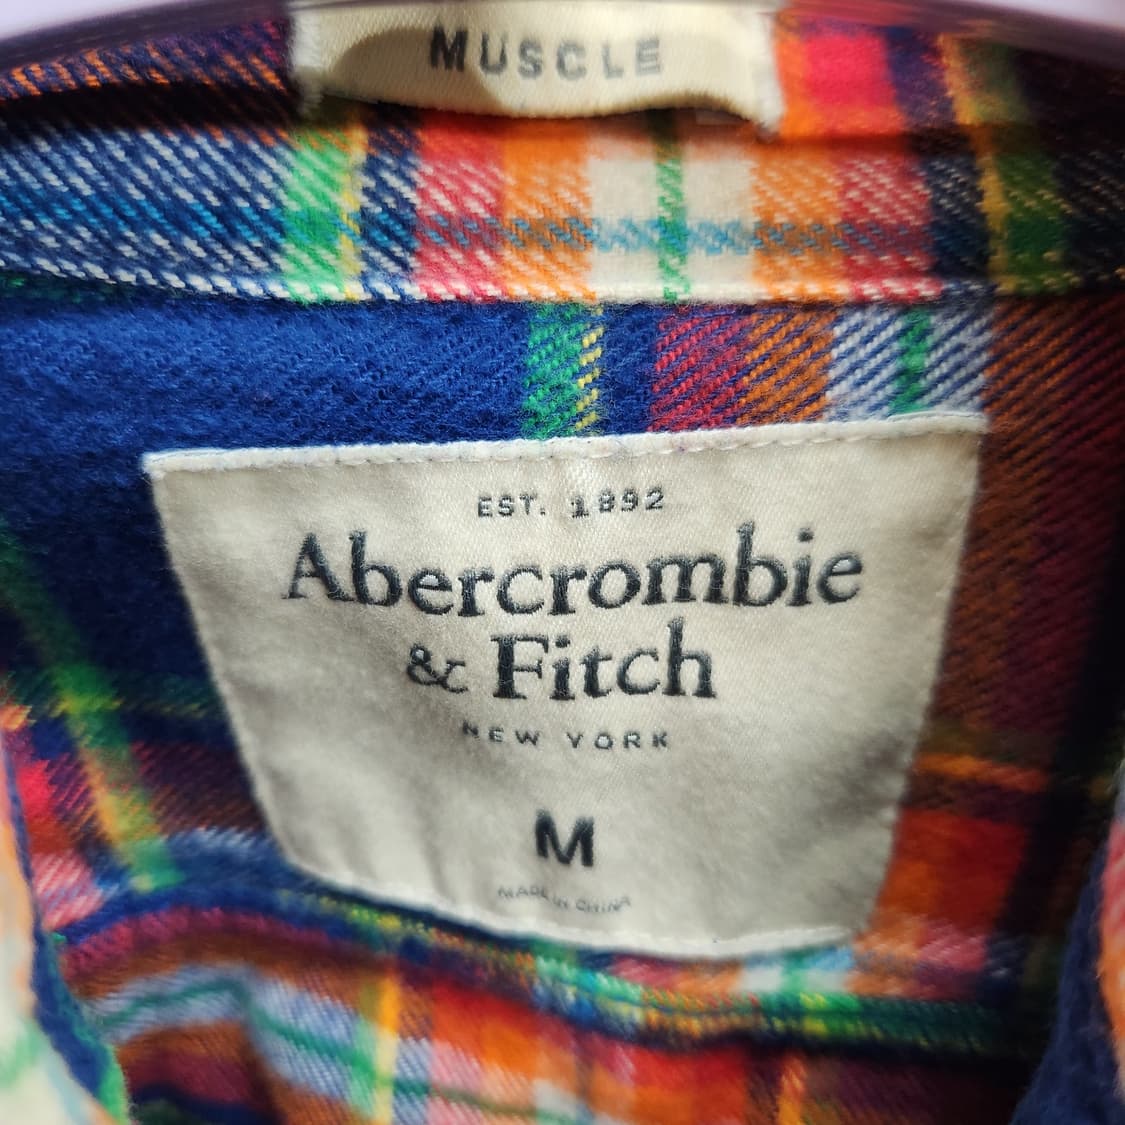 MUSCLE
EST. 1892
Abercrombie
& Fitch
NEW YORK
M
MADE IN CHINA